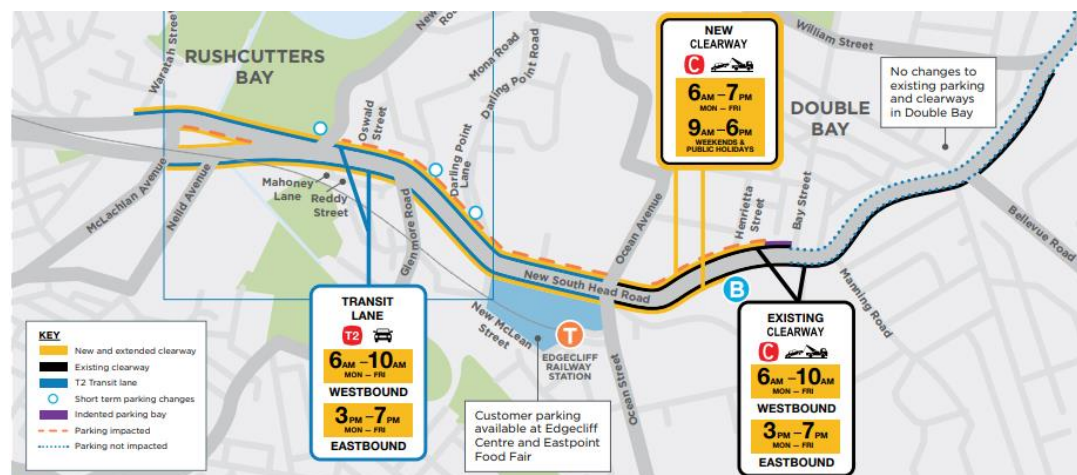 Waratah Street
RUSHCUTTERS
BAY
Mona Road
Darling Point Road
Oswald
Street
Darling Point
Lane
McLachlan Avenue
Neild Avenue
Mahoney
Lane
Reddy
Street
Glenmore Road
NEW
CLEARWAY
C
6AM – 7PM
MON – FRI
9AM – 6PM
WEEKENDS &
PUBLIC HOLIDAYS
William Street
DOUBLE
BAY
No changes to
existing parking
and clearways
in Double Bay
Ocean Avenue
Henrietta
Street
Bay Street
Bellevue Road
Manning Road
New South Head Road
B
New McLean
Street
T
EDGECLIFF
RAILWAY
STATION
Ocean Street
TRANSIT
LANE
T2
6AM – 10AM
MON – FRI
WESTBOUND
3PM – 7PM
MON – FRI
EASTBOUND
Customer parking
available at Edgecliff
Centre and Eastpoint
Food Fair
EXISTING
CLEARWAY
C
6AM – 10AM
MON – FRI
WESTBOUND
3PM – 7PM
MON – FRI
EASTBOUND
KEY
New and extended clearway
Existing clearway
T2 Transit lane
Short term parking changes
Indented parking bay
Parking impacted
Parking not impacted